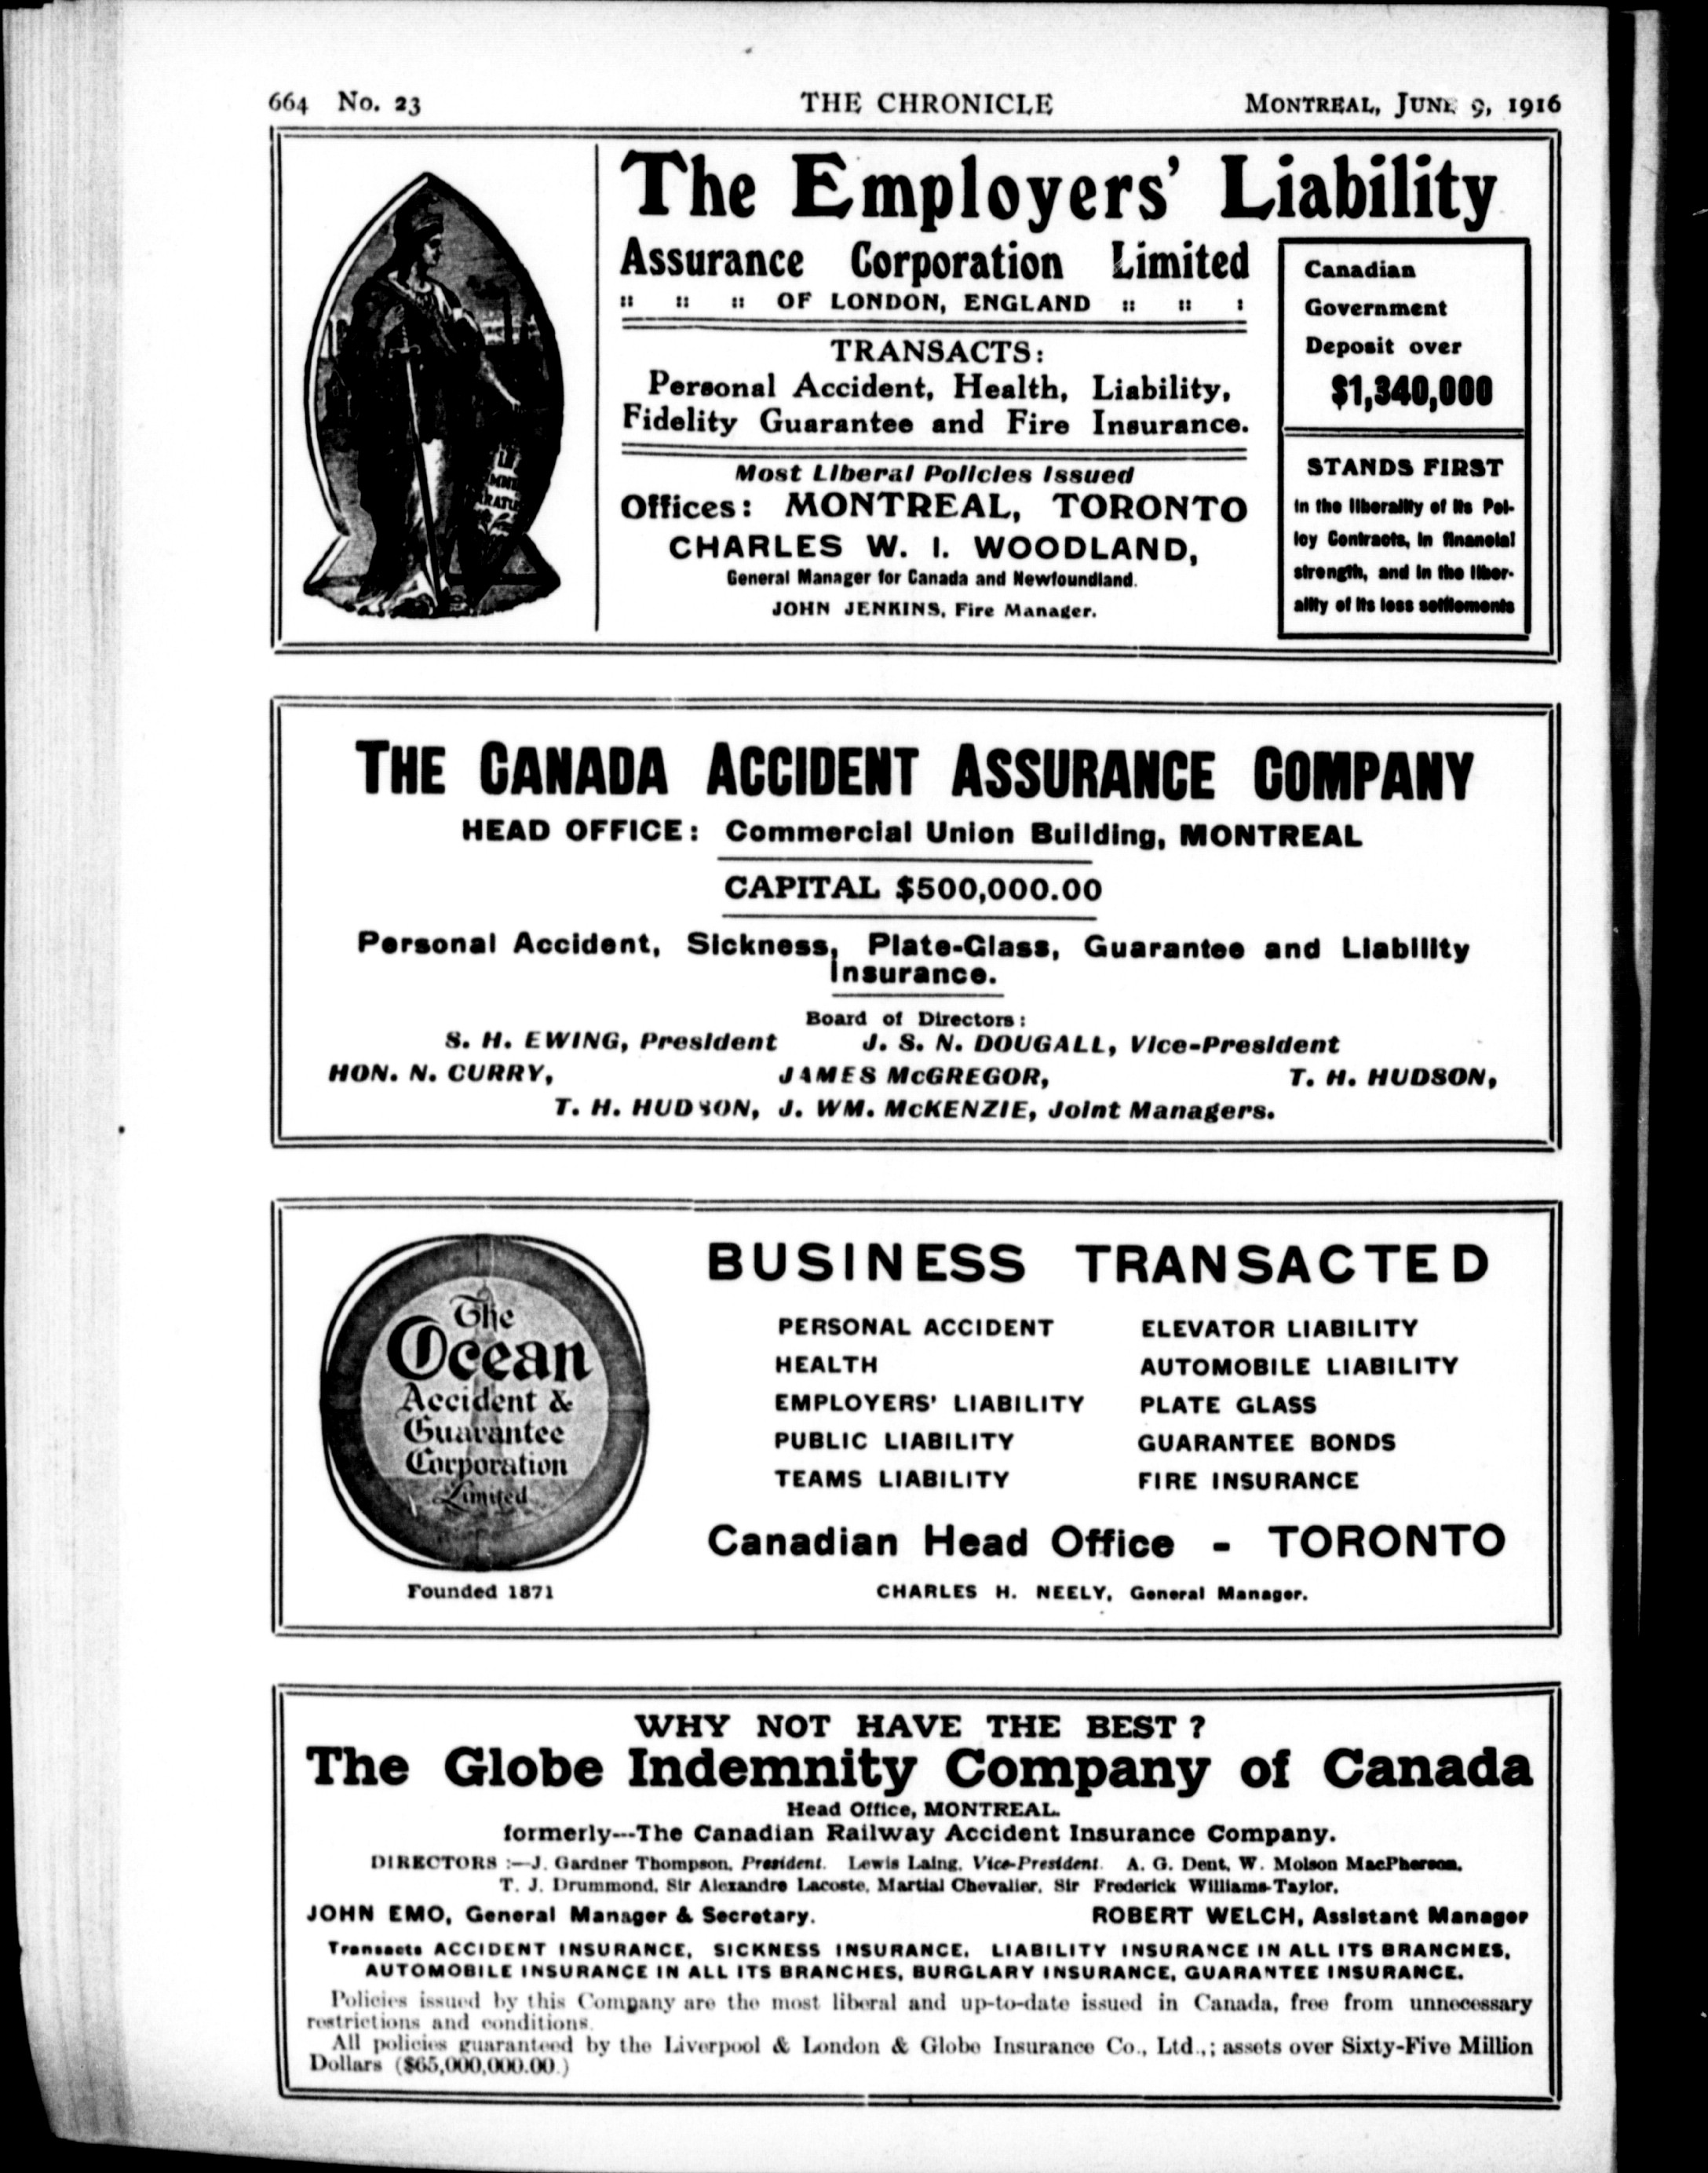 664 No. 23 THE CHRONICLE MONTREAL, JUNE 9, 1916
The Employers' Liability
Assurance Corporation Limited
:: :: :: OF LONDON, ENGLAND :: :: :
TRANSACTS:
Personal Accident, Health, Liability,
Fidelity Guarantee and Fire Insurance.
Most Liberal Policies Issued
Offices: MONTREAL, TORONTO
CHARLES W. I. WOODLAND,
General Manager for Canada and Newfoundland.
JOHN JENKINS, Fire Manager.
Canadian
Government
Deposit over
$1,340,000
STANDS FIRST
in the liberality of its Pol-
icy Contracts, in financial
strength, and in the liber-
ality of its loss settlements
THE CANADA ACCIDENT ASSURANCE COMPANY
HEAD OFFICE: Commercial Union Building, MONTREAL
CAPITAL $500,000.00
Personal Accident, Sickness, Plate-Glass, Guarantee and Liability
Insurance.
Board of Directors:
S. H. EWING, President J. S. N. DOUGALL, Vice-President
HON. N. CURRY, JAMES McGREGOR, T. H. HUDSON,
T. H. HUDSON, J. WM. McKENZIE, Joint Managers.
The
Ocean
Accident &
Guarantee
Corporation
Limited
Founded 1871
BUSINESS TRANSACTED
PERSONAL ACCIDENT ELEVATOR LIABILITY
HEALTH AUTOMOBILE LIABILITY
EMPLOYERS' LIABILITY PLATE GLASS
PUBLIC LIABILITY GUARANTEE BONDS
TEAMS LIABILITY FIRE INSURANCE
Canadian Head Office - TORONTO
CHARLES H. NEELY, General Manager.
WHY NOT HAVE THE BEST ?
The Globe Indemnity Company of Canada
Head Office, MONTREAL.
formerly---The Canadian Railway Accident Insurance Company.
DIRECTORS :—J. Gardner Thompson, President. Lewis Laing, Vice-President. A. G. Dent, W. Molson MacPherson,
T. J. Drummond, Sir Alexandre Lacoste, Martial Chevalier, Sir Frederick Williams-Taylor.
JOHN EMO, General Manager & Secretary. ROBERT WELCH, Assistant Manager
Transacts ACCIDENT INSURANCE, SICKNESS INSURANCE, LIABILITY INSURANCE IN ALL ITS BRANCHES,
AUTOMOBILE INSURANCE IN ALL ITS BRANCHES, BURGLARY INSURANCE, GUARANTEE INSURANCE.
Policies issued by this Company are the most liberal and up-to-date issued in Canada, free from unnecessary
restrictions and conditions.
All policies guaranteed by the Liverpool & London & Globe Insurance Co., Ltd.,; assets over Sixty-Five Million
Dollars ($65,000,000.00.)